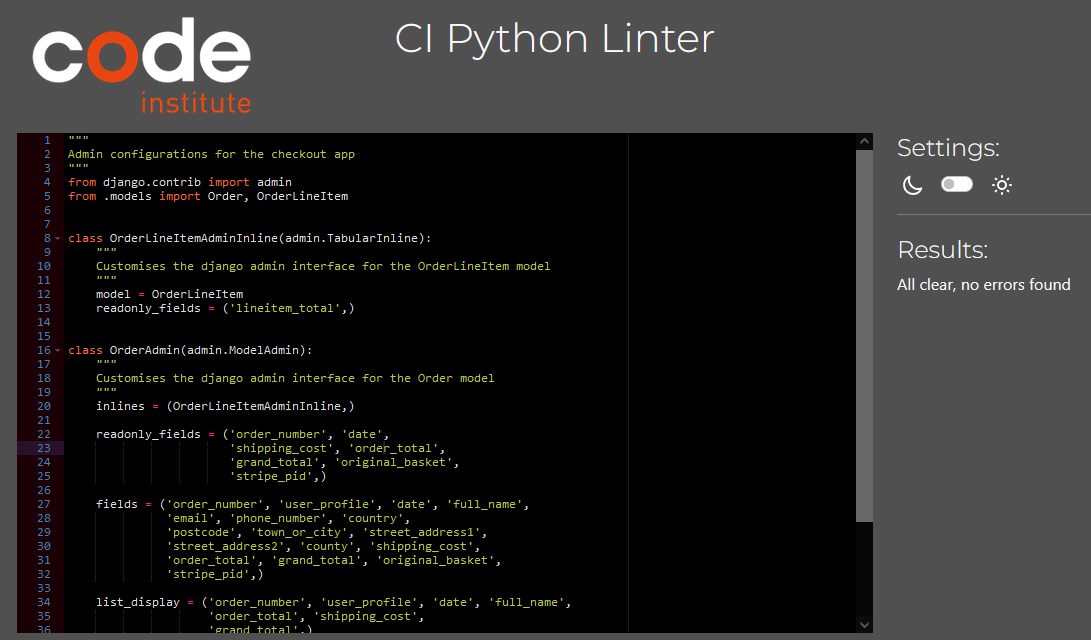 code
institute
CI Python Linter
1 """
2 Admin configurations for the checkout app
3 """
4 from django.contrib import admin
5 from .models import Order, OrderLineItem
6
7
8 class OrderLineItemAdminInline(admin.TabularInline):
9     """
10     Customises the django admin interface for the OrderLineItem model
11     """
12     model = OrderLineItem
13     readonly_fields = ('lineitem_total',)
14
15
16 class OrderAdmin(admin.ModelAdmin):
17     """
18     Customises the django admin interface for the Order model
19     """
20     inlines = (OrderLineItemAdminInline,)
21
22     readonly_fields = ('order_number', 'date',
23                        'shipping_cost', 'order_total',
24                        'grand_total', 'original_basket',
25                        'stripe_pid',)
26
27     fields = ('order_number', 'user_profile', 'date', 'full_name',
28               'email', 'phone_number', 'country',
29               'postcode', 'town_or_city', 'street_address1',
30               'street_address2', 'county', 'shipping_cost',
31               'order_total', 'grand_total', 'original_basket',
32               'stripe_pid',)
33
34     list_display = ('order_number', 'user_profile', 'date', 'full_name',
35                     'order_total', 'shipping_cost',
36                     'grand_total',)
Settings:
Results:
All clear, no errors found